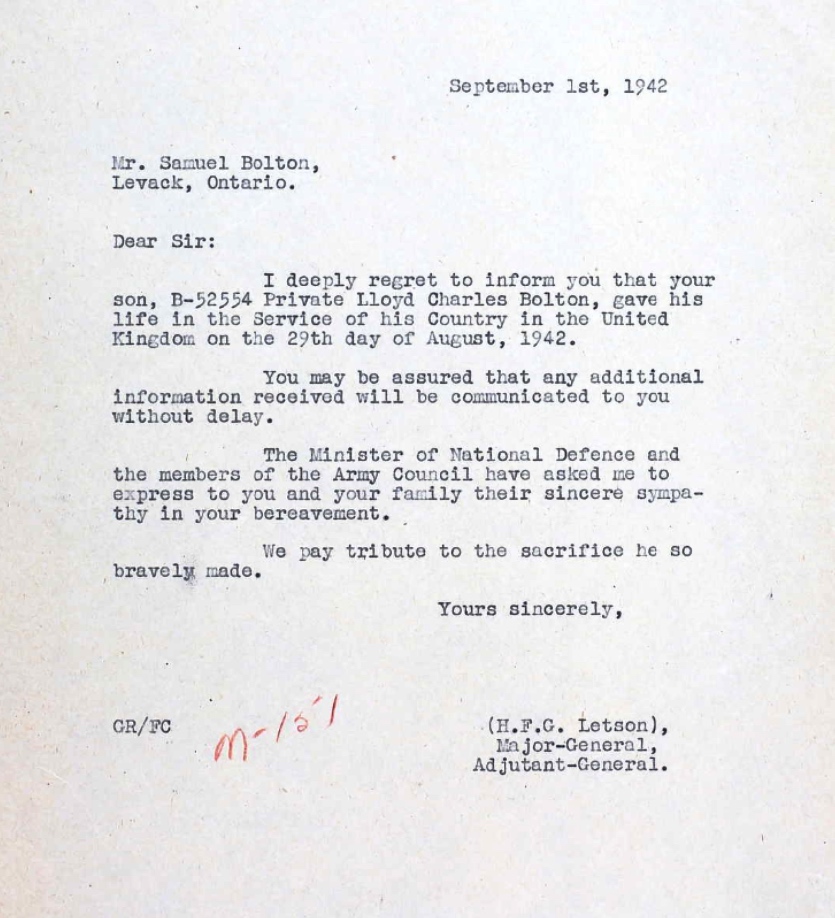 September 1st, 1942
Mr. Samuel Bolton,
Levack, Ontario.
Dear Sir:
I deeply regret to inform you that your
son, B-52554 Private Lloyd Charles Bolton, gave his
life in the Service of his Country in the United
Kingdom on the 29th day of August, 1942.
You may be assured that any additional
information received will be communicated to you
without delay.
The Minister of National Defence and
the members of the Army Council have asked me to
express to you and your family their sincere sympa-
thy in your bereavement.
We pay tribute to the sacrifice he so
bravely made.
Yours sincerely,
GR/FC
M-151
(H.F.G. Letson),
Major-General,
Adjutant-General.